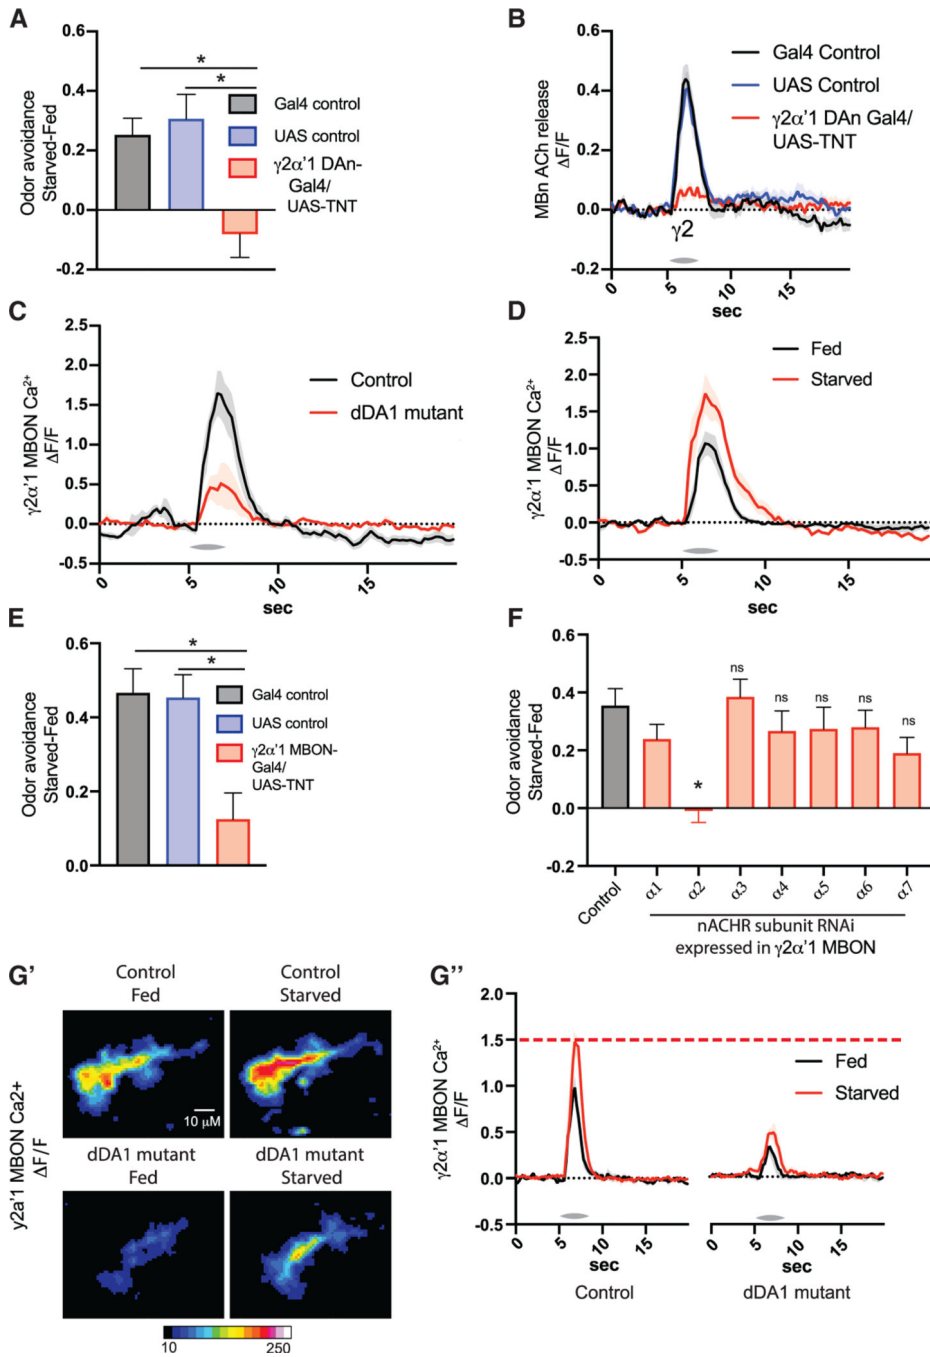 A
Odor avoidance
Starved-Fed
0.6
0.4
0.2
0.0
-0.2
*
*
Gal4 control
UAS control
γ2α'1 DAn-
Gal4/
UAS-TNT
B
MBn ACh release
ΔF/F
0.6
0.4
0.2
0.0
-0.2
Gal4 Control
UAS Control
γ2α'1 DAn Gal4/
UAS-TNT
γ2
0 5 10 15
sec
C
γ2α'1 MBON Ca²⁺
ΔF/F
2.5
2.0
1.5
1.0
0.5
0.0
-0.5
Control
dDA1 mutant
0 5 10 15
sec
D
γ2α'1 MBON Ca²⁺
ΔF/F
2.5
2.0
1.5
1.0
0.5
0.0
-0.5
Fed
Starved
0 5 10 15
sec
E
Odor avoidance
Starved-Fed
0.6
0.4
0.2
0.0
*
*
Gal4 control
UAS control
γ2α'1 MBON-
Gal4/
UAS-TNT
F
Odor avoidance
Starved-Fed
0.6
0.4
0.2
0.0
-0.2
* ns ns ns ns ns
Control α1 α2 α3 α4 α5 α6 α7
nACHR subunit RNAi
expressed in γ2α'1 MBON
G'
y2a'1 MBON Ca2+
ΔF/F
Control
Fed
Control
Starved
10 μM
dDA1 mutant
Fed
dDA1 mutant
Starved
10 250
G''
γ2α'1 MBON Ca²⁺
ΔF/F
2.0
1.5
1.0
0.5
0.0
-0.5
Fed
Starved
0 5 10 15
sec
Control
0 5 10 15
sec
dDA1 mutant